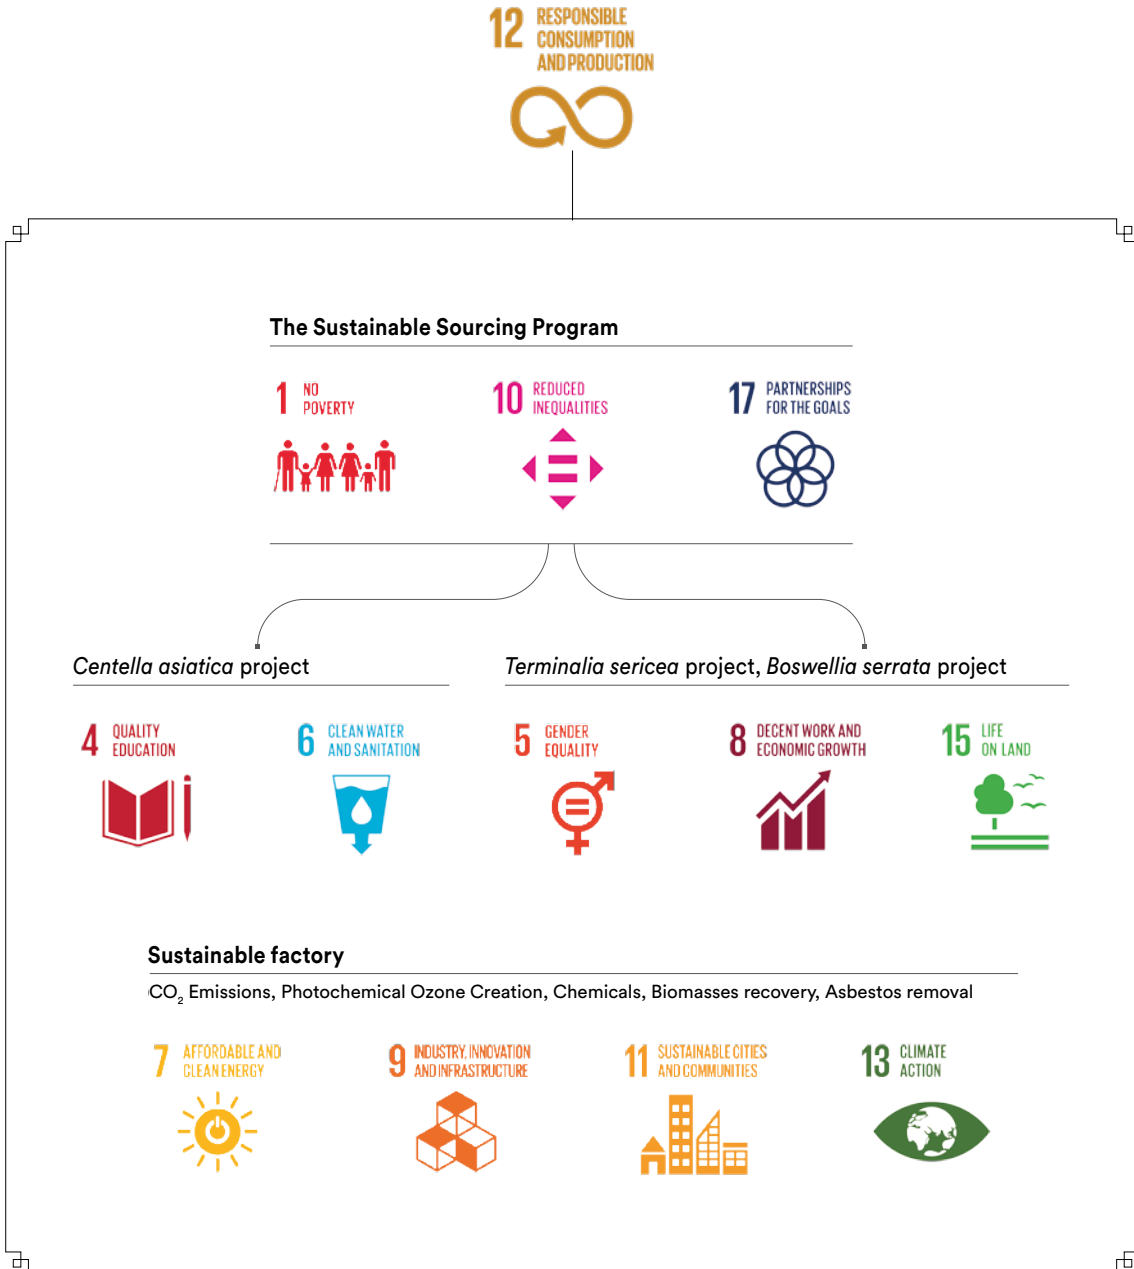 12 RESPONSIBLE
CONSUMPTION
AND PRODUCTION
The Sustainable Sourcing Program
1 NO
POVERTY
10 REDUCED
INEQUALITIES
17 PARTNERSHIPS
FOR THE GOALS
Centella asiatica project
Terminalia sericea project, Boswellia serrata project
4 QUALITY
EDUCATION
6 CLEAN WATER
AND SANITATION
5 GENDER
EQUALITY
8 DECENT WORK AND
ECONOMIC GROWTH
15 LIFE
ON LAND
Sustainable factory
CO₂ Emissions, Photochemical Ozone Creation, Chemicals, Biomasses recovery, Asbestos removal
7 AFFORDABLE AND
CLEAN ENERGY
9 INDUSTRY, INNOVATION
AND INFRASTRUCTURE
11 SUSTAINABLE CITIES
AND COMMUNITIES
13 CLIMATE
ACTION